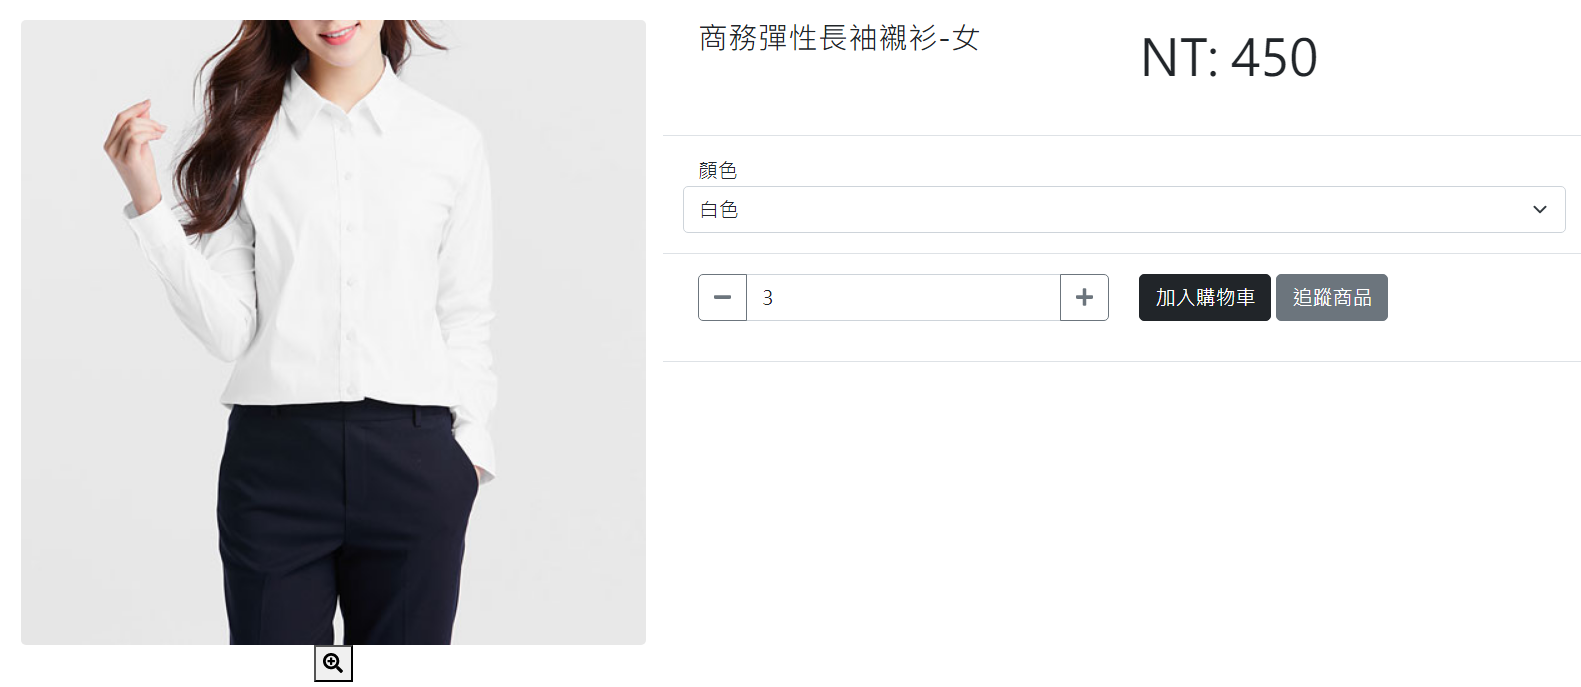 商務彈性長袖襯衫-女
NT: 450
顏色
白色
3
加入購物車
追蹤商品